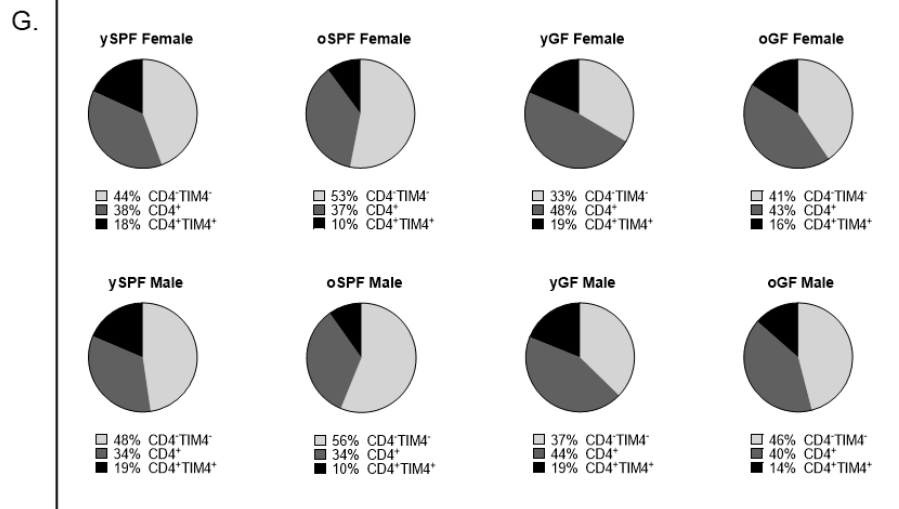 G.
ySPF Female
oSPF Female
yGF Female
oGF Female
44% CD4⁻TIM4⁻
38% CD4⁺
18% CD4⁺TIM4⁺
53% CD4⁻TIM4⁻
37% CD4⁺
10% CD4⁺TIM4⁺
33% CD4⁻TIM4⁻
48% CD4⁺
19% CD4⁺TIM4⁺
41% CD4⁻TIM4⁻
43% CD4⁺
16% CD4⁺TIM4⁺
ySPF Male
oSPF Male
yGF Male
oGF Male
48% CD4⁻TIM4⁻
34% CD4⁺
19% CD4⁺TIM4⁺
56% CD4⁻TIM4⁻
34% CD4⁺
10% CD4⁺TIM4⁺
37% CD4⁻TIM4⁻
44% CD4⁺
19% CD4⁺TIM4⁺
46% CD4⁻TIM4⁻
40% CD4⁺
14% CD4⁺TIM4⁺